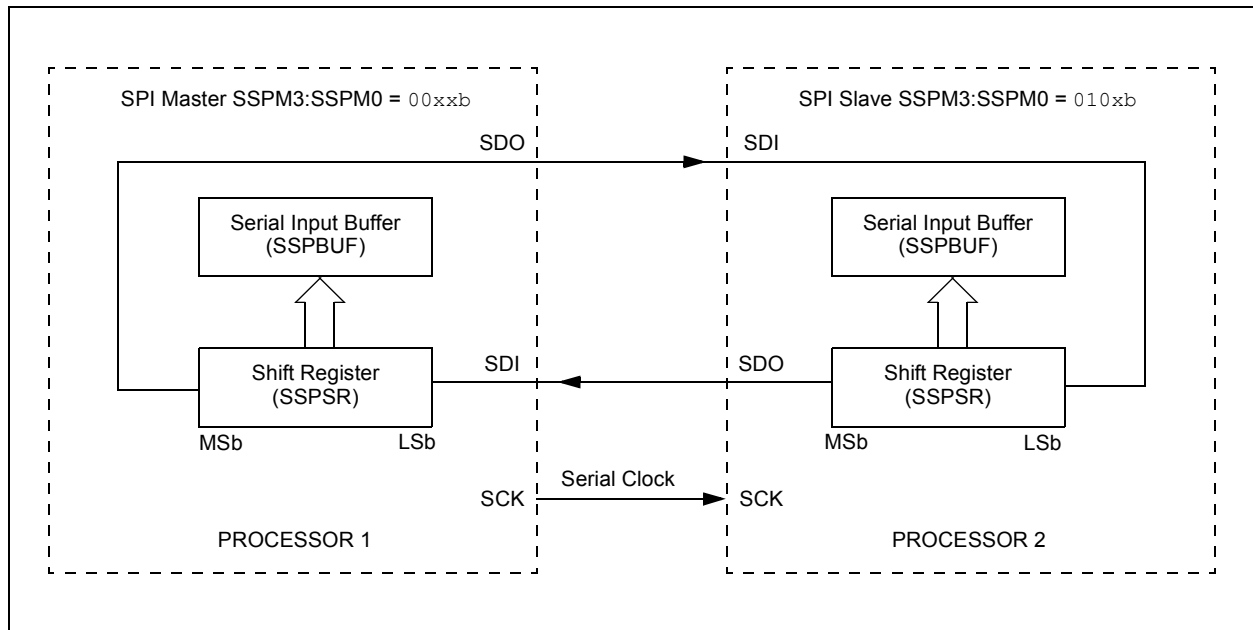 SPI Master SSPM3:SSPM0 = 00xxb
SDO
Serial Input Buffer
(SSPBUF)
Shift Register
(SSPSR)
MSb
LSb
SDI
SCK
PROCESSOR 1
Serial Clock
SPI Slave SSPM3:SSPM0 = 010xb
SDI
Serial Input Buffer
(SSPBUF)
SDO
Shift Register
(SSPSR)
MSb
LSb
SCK
PROCESSOR 2